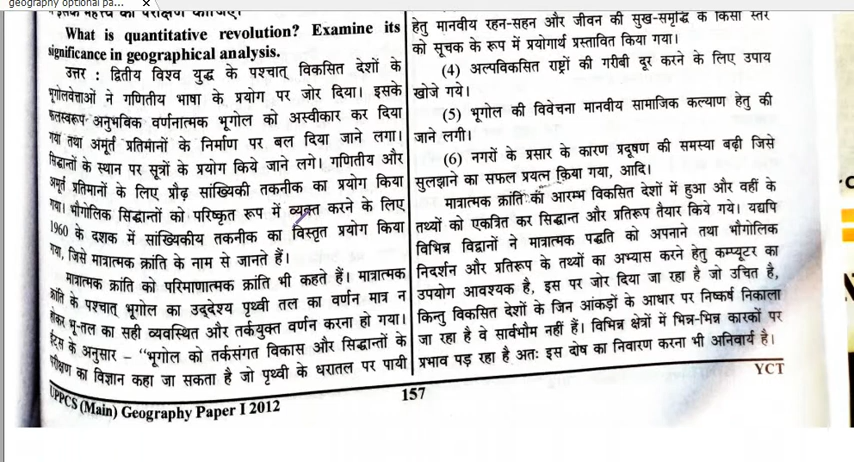 geography optional pa...
इसके महत्व का परीक्षण कीजिए।
What is quantitative revolution? Examine its
significance in geographical analysis.
उत्तर : द्वितीय विश्व युद्ध के पश्चात् विकसित देशों के
भूगोलवेत्ताओं ने गणितीय भाषा के प्रयोग पर जोर दिया। इसके
फलस्वरूप अनुभविक वर्णनात्मक भूगोल को अस्वीकार कर दिया
गया तथा अमूर्त प्रतिमानों के निर्माण पर बल दिया जाने लगा।
सिद्धान्तों के स्थान पर सूत्रों के प्रयोग किये जाने लगे। गणितीय और
अमूर्त प्रतिमानों के लिए प्रौढ़ सांख्यिकी तकनीक का प्रयोग किया
गया। भौगोलिक सिद्धान्तों को परिष्कृत रूप में व्यक्त करने के लिए
1960 के दशक में सांख्यिकीय तकनीक का विस्तृत प्रयोग किया
गया, जिसे मात्रात्मक क्रांति के नाम से जानते हैं।
मात्रात्मक क्रांति को परिमाणात्मक क्रांति भी कहते हैं। मात्रात्मक
क्रांति के पश्चात् भूगोल का उद्देश्य पृथ्वी तल का वर्णन मात्र न
होकर भू-तल का सही व्यवस्थित और तर्कयुक्त वर्णन करना हो गया।
के अनुसार – "भूगोल को तर्कसंगत विकास और सिद्धान्तों के
परीक्षण का विज्ञान कहा जा सकता है जो पृथ्वी के धरातल पर पायी
हेतु मानवीय रहन-सहन और जीवन की सुख-समृद्धि के किसी स्तर
को सूचक के रूप में प्रयोगार्थ प्रस्तावित किया गया।
(4) अल्पविकसित राष्ट्रों की गरीबी दूर करने के लिए उपाय
खोजे गये।
(5) भूगोल की विवेचना मानवीय सामाजिक कल्याण हेतु की
जाने लगी।
(6) नगरों के प्रसार के कारण प्रदूषण की समस्या बढ़ी जिसे
सुलझाने का सफल प्रयत्न किया गया, आदि।
मात्रात्मक क्रांति का आरम्भ विकसित देशों में हुआ और वहीं के
तथ्यों को एकत्रित कर सिद्धान्त और प्रतिरूप तैयार किये गये। यद्यपि
विभिन्न विद्वानों ने मात्रात्मक पद्धति को अपनाने तथा भौगोलिक
निदर्शन और प्रतिरूप के तथ्यों का अभ्यास करने हेतु कम्प्यूटर का
उपयोग आवश्यक है, इस पर जोर दिया जा रहा है जो उचित है,
किन्तु विकसित देशों के जिन आंकड़ों के आधार पर निष्कर्ष निकाला
जा रहा है वे सार्वभौम नहीं हैं। विभिन्न क्षेत्रों में भिन्न-भिन्न कारकों पर
प्रभाव पड़ रहा है अतः इस दोष का निवारण करना भी अनिवार्य है।
UPPCS (Main) Geography Paper I 2012
157
YCT